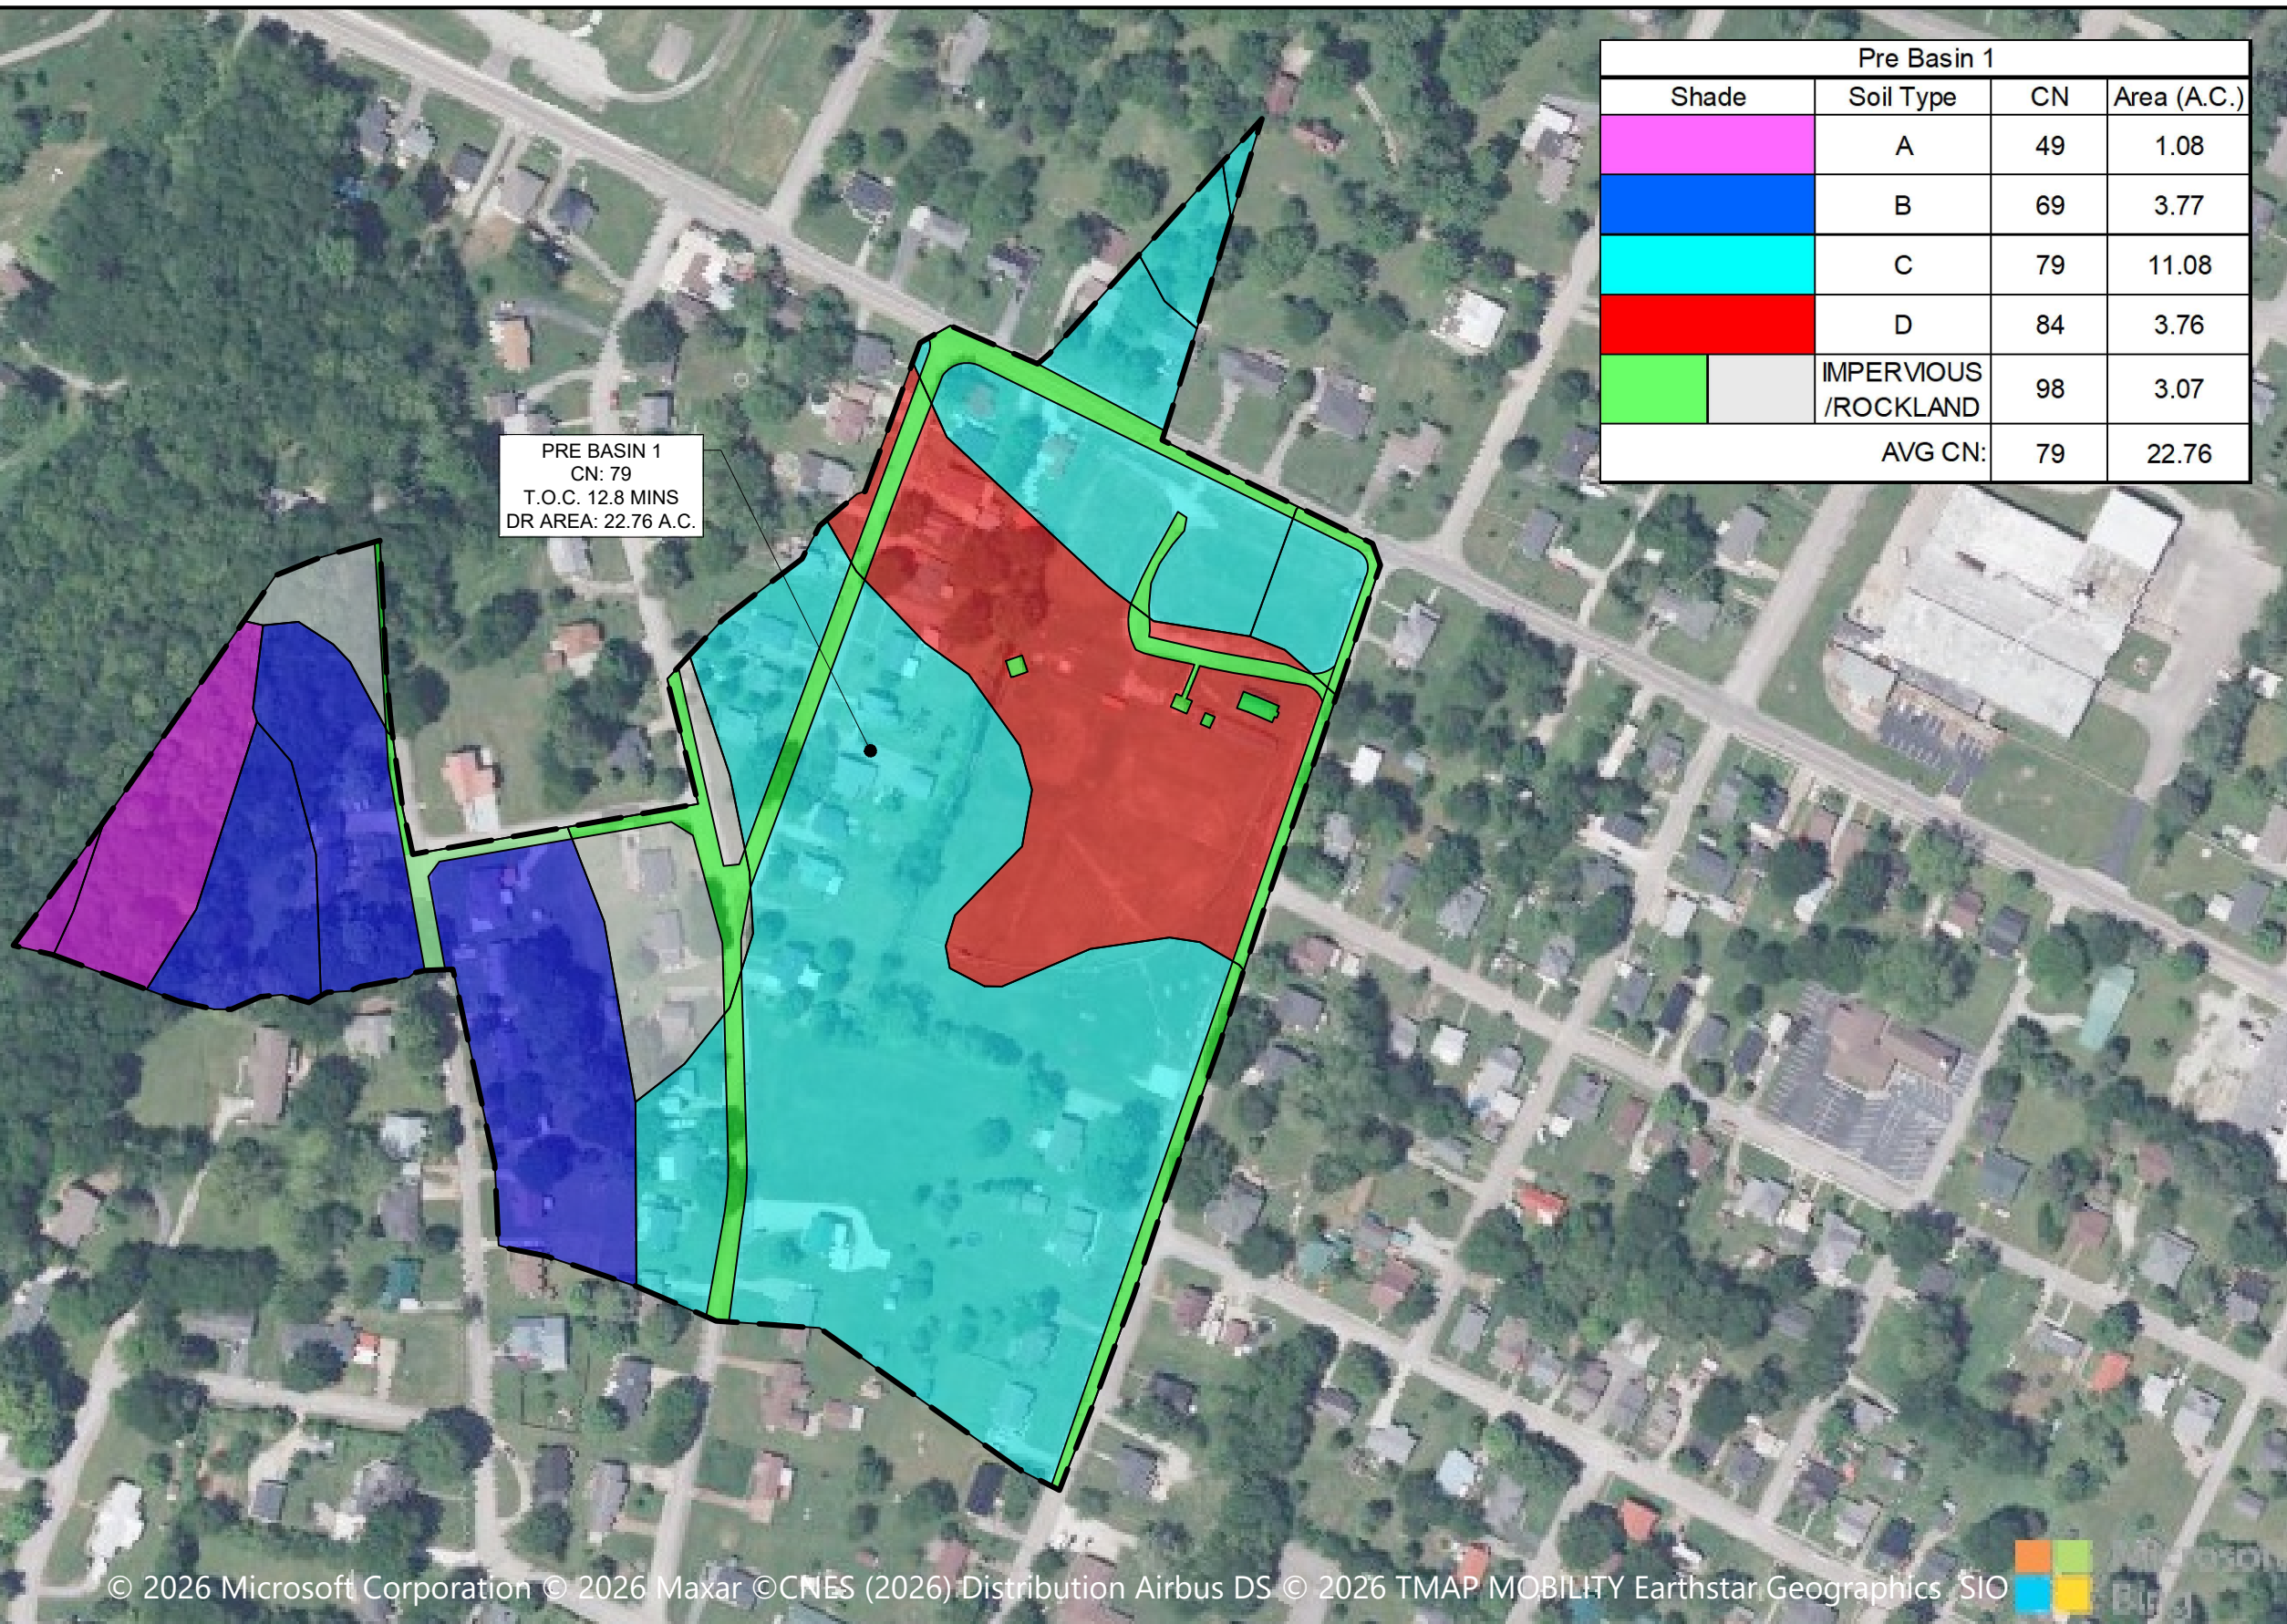 Pre Basin 1
Shade Soil Type CN Area (A.C.)
A 49 1.08
B 69 3.77
C 79 11.08
D 84 3.76
IMPERVIOUS
/ROCKLAND 98 3.07
AVG CN: 79 22.76
PRE BASIN 1
CN: 79
T.O.C. 12.8 MINS
DR AREA: 22.76 A.C.
© 2026 Microsoft Corporation © 2026 Maxar ©CNES (2026) Distribution Airbus DS © 2026 TMAP MOBILITY Earthstar Geographics SIO
Microsoft
Bing